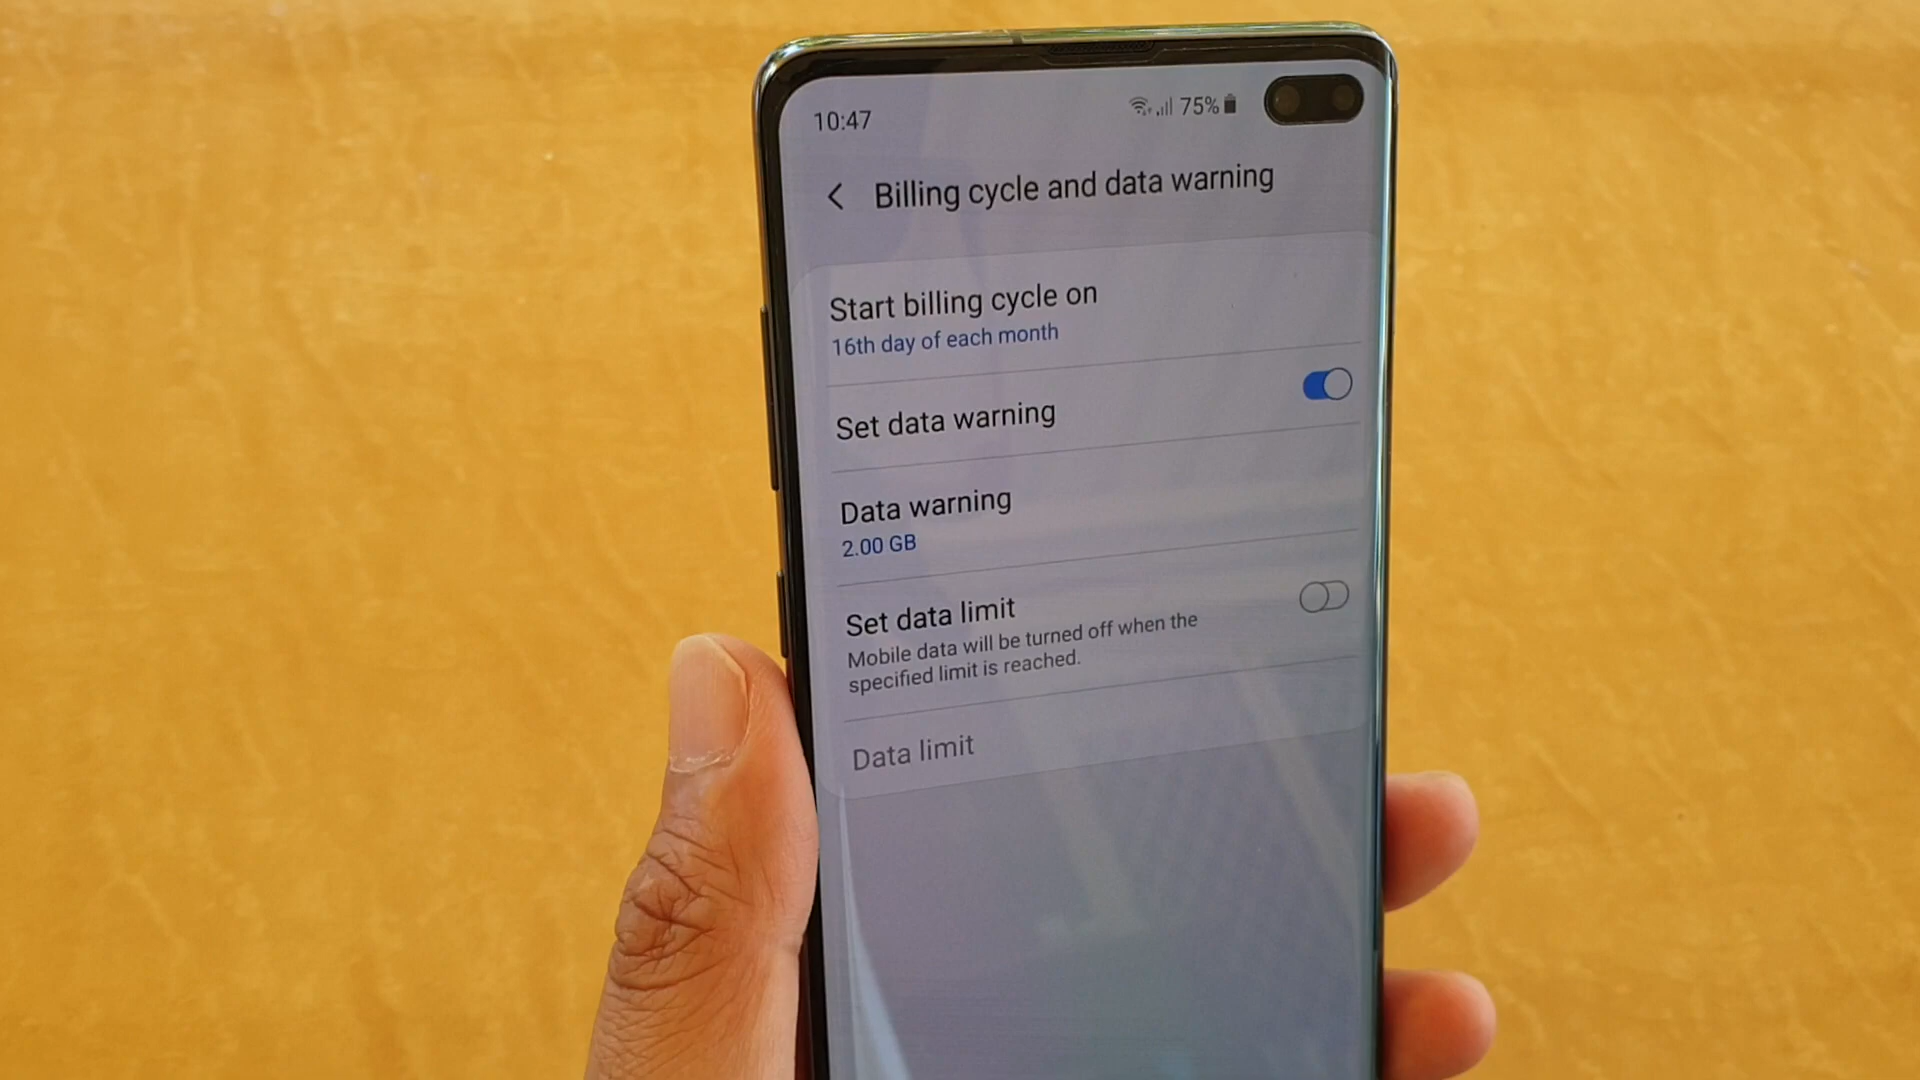 10:47
75%
Billing cycle and data warning
Start billing cycle on
16th day of each month
Set data warning
Data warning
2.00 GB
Set data limit
Mobile data will be turned off when the
specified limit is reached.
Data limit